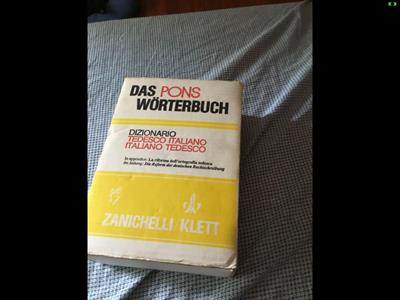 DAS PONS
WÖRTERBUCH
DIZIONARIO
TEDESCO ITALIANO
ITALIANO TEDESCO
In appendice: La riforma dell'ortografia tedesca
Im Anhang: Die Reform der deutschen Rechtschreibung
ZANICHELLI/KLETT